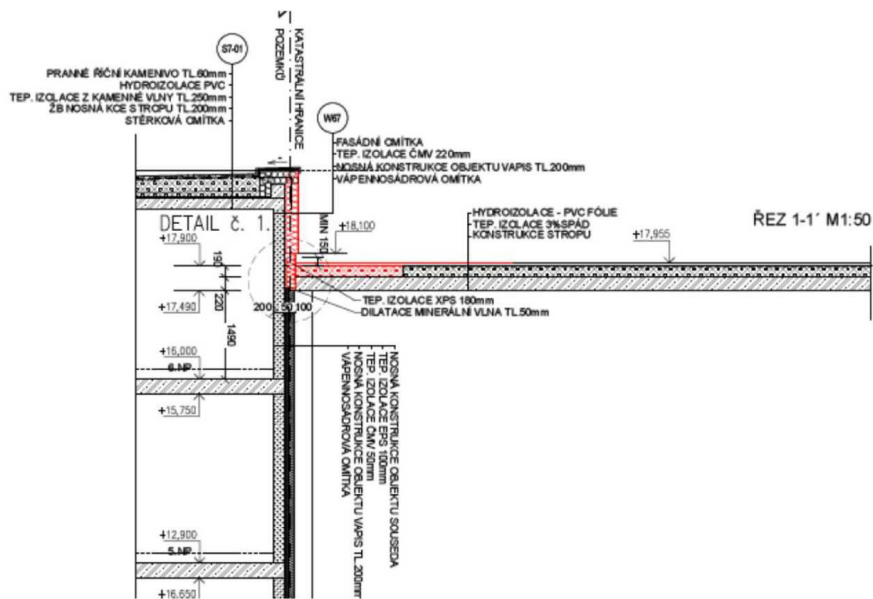 S7-01
PRANNÉ ŘÍČNÍ KAMENIVO TL.60mm
HYDROIZOLACE PVC
TEP. IZOLACE Z KAMENNÉ VLNY TL.250mm
ŽB NOSNÁ KCE STROPU TL.200mm
STĚRKOVÁ OMÍTKA
KATASTRÁLNÍ HRANICE
POZEMKŮ
W67
FASÁDNÍ OMÍTKA
TEP. IZOLACE ČMV 220mm
NOSNÁ KONSTRUKCE OBJEKTU VAPIS TL.200mm
VÁPENNOSÁDROVÁ OMÍTKA
DETAIL č. 1.
+17,900
190
+17,490
220
1490
MIN 150
+18,100
HYDROIZOLACE - PVC FÓLIE
TEP. IZOLACE 3%SPÁD
KONSTRUKCE STROPU
+17,955
ŘEZ 1-1´ M1:50
TEP. IZOLACE XPS 180mm
DILATACE MINERÁLNÍ VLNA TL.50mm
200 50 100
+16,000
6.NP
+15,750
NOSNÁ KONSTRUKCE OBJEKTU SOUSEDA
TEP. IZOLACE EPS 100mm
TEP. IZOLACE ČMV 50mm
NOSNÁ KONSTRUKCE OBJEKTU VAPIS TL.200mm
VÁPENNOSÁDROVÁ OMÍTKA
+12,900
5.NP
+16,650